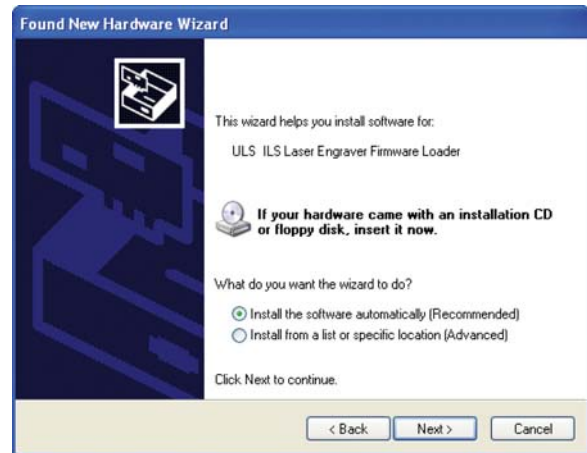 Found New Hardware Wizard
This wizard helps you install software for:
ULS ILS Laser Engraver Firmware Loader
If your hardware came with an installation CD
or floppy disk, insert it now.
What do you want the wizard to do?
Install the software automatically (Recommended)
Install from a list or specific location (Advanced)
Click Next to continue.
< Back Next > Cancel